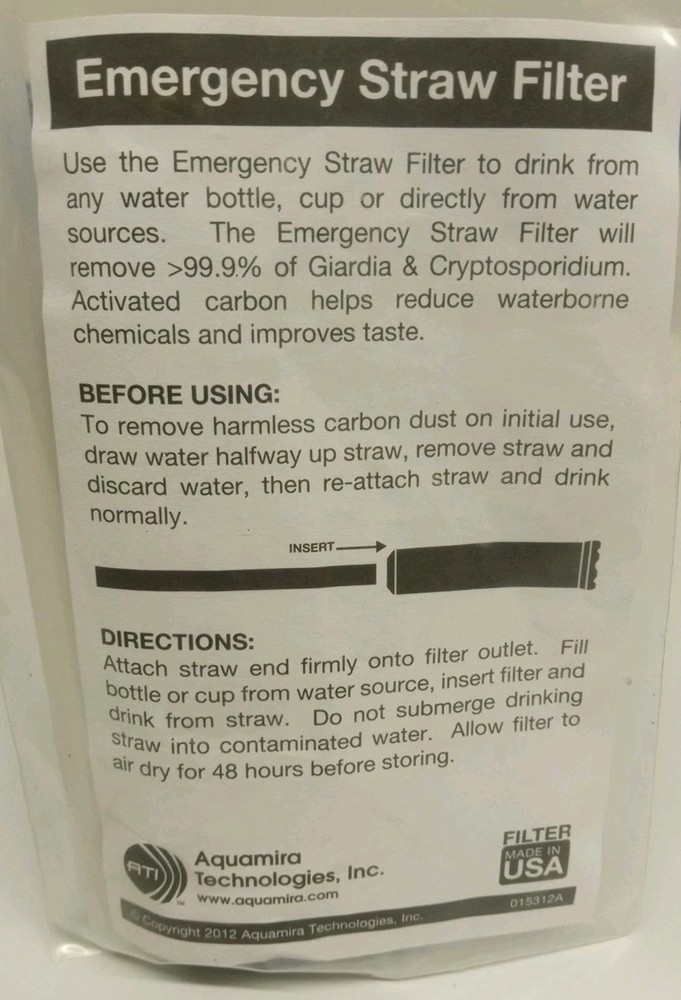 Emergency Straw Filter
Use the Emergency Straw Filter to drink from
any water bottle, cup or directly from water
sources. The Emergency Straw Filter will
remove >99.9% of Giardia & Cryptosporidium.
Activated carbon helps reduce waterborne
chemicals and improves taste.
BEFORE USING:
To remove harmless carbon dust on initial use,
draw water halfway up straw, remove straw and
discard water, then re-attach straw and drink
normally.
INSERT
DIRECTIONS:
Attach straw end firmly onto filter outlet. Fill
bottle or cup from water source, insert filter and
drink from straw. Do not submerge drinking
straw into contaminated water. Allow filter to
air dry for 48 hours before storing.
ATI
™
Aquamira
Technologies, Inc.
www.aquamira.com
FILTER
MADE IN
USA
015312A
© Copyright 2012 Aquamira Technologies, Inc.